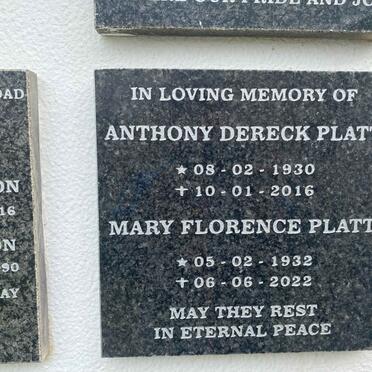 IN LOVING MEMORY OF
ANTHONY DERECK PLATT
★ 08 - 02 - 1930
✝ 10 - 01 - 2016
MARY FLORENCE PLATT
★ 05 - 02 - 1932
✝ 06 - 06 - 2022
MAY THEY REST
IN ETERNAL PEACE